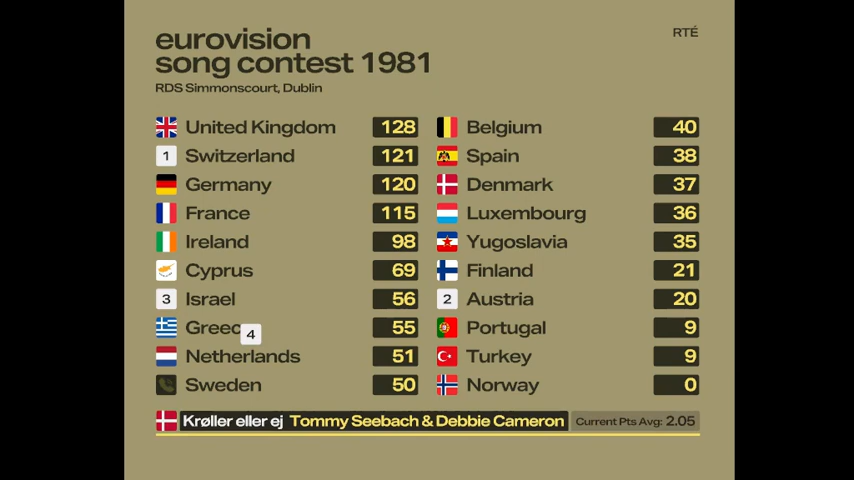 eurovision
song contest 1981
RTÉ
RDS Simmonscourt, Dublin
United Kingdom 128
1 Switzerland 121
Germany 120
France 115
Ireland 98
Cyprus 69
3 Israel 56
Greec 4 55
Netherlands 51
Sweden 50
Belgium 40
Spain 38
Denmark 37
Luxembourg 36
Yugoslavia 35
Finland 21
2 Austria 20
Portugal 9
Turkey 9
Norway 0
Krøller eller ej Tommy Seebach & Debbie Cameron Current Pts Avg: 2.05